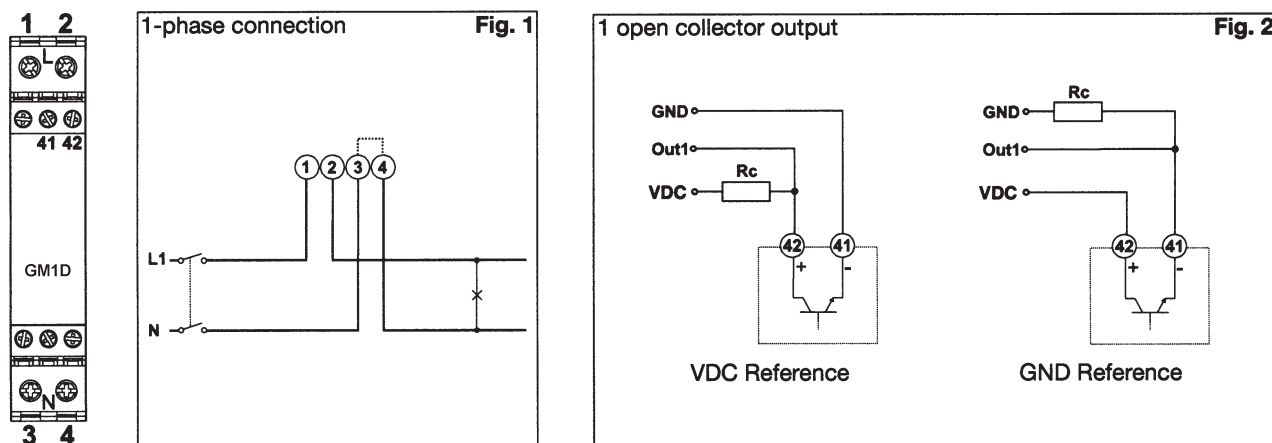 1 2
L
41 42
GM1D
N
3 4
1-phase connection Fig. 1
1 2 3 4
L1
N
1 open collector output Fig. 2
GND
Out1
VDC
Rc
42 41
+ -
VDC Reference
Rc
GND
Out1
VDC
42 41
+ -
GND Reference